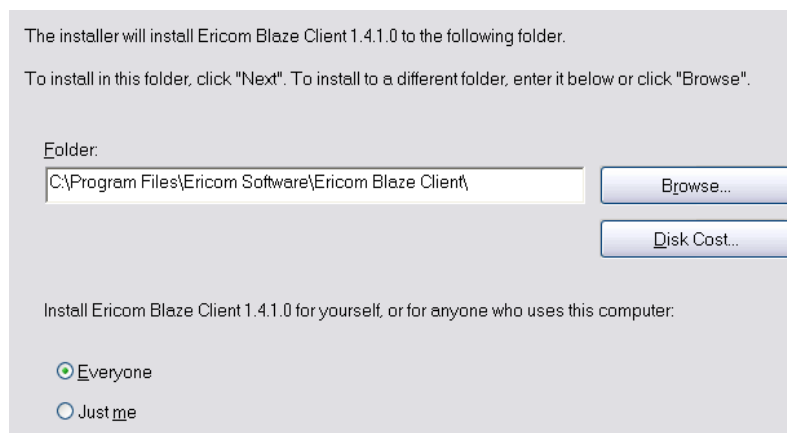 The installer will install Ericom Blaze Client 1.4.1.0 to the following folder.
To install in this folder, click "Next". To install to a different folder, enter it below or click "Browse".
Folder:
C:\Program Files\Ericom Software\Ericom Blaze Client\
Browse...
Disk Cost...
Install Ericom Blaze Client 1.4.1.0 for yourself, or for anyone who uses this computer:
Everyone
Just me